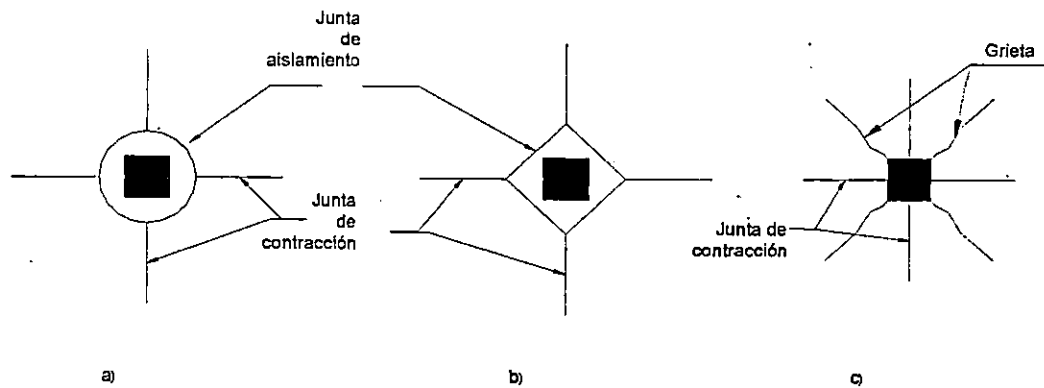 Junta
de
aislamiento
Grieta
Junta
de
contracción
Junta de
contracción
a)
b)
c)